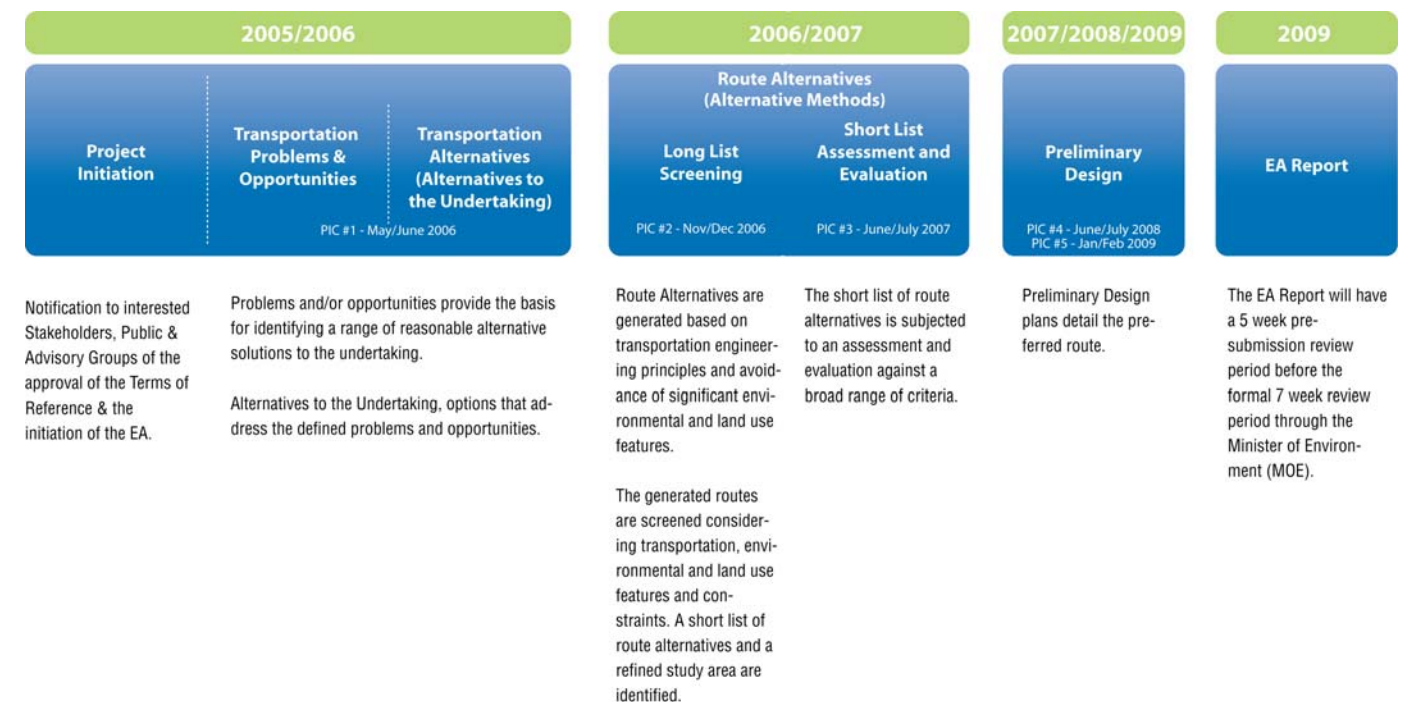 2005/2006
Project
Initiation
Transportation
Problems &
Opportunities
Transportation
Alternatives
(Alternatives to
the Undertaking)
PIC #1 - May/June 2006
2006/2007
Route Alternatives
(Alternative Methods)
Long List
Screening
PIC #2 - Nov/Dec 2006
Short List
Assessment and
Evaluation
PIC #3 - June/July 2007
2007/2008/2009
Preliminary
Design
PIC #4 - June/July 2008
PIC #5 - Jan/Feb 2009
2009
EA Report
Notification to interested
Stakeholders, Public &
Advisory Groups of the
approval of the Terms of
Reference & the
initiation of the EA.
Problems and/or opportunities provide the basis
for identifying a range of reasonable alternative
solutions to the undertaking.
Alternatives to the Undertaking, options that ad-
dress the defined problems and opportunities.
Route Alternatives are
generated based on
transportation engineer-
ing principles and avoid-
ance of significant envi-
ronmental and land use
features.
The generated routes
are screened consider-
ing transportation, envi-
ronmental and land use
features and con-
straints. A short list of
route alternatives and a
refined study area are
identified.
The short list of route
alternatives is subjected
to an assessment and
evaluation against a
broad range of criteria.
Preliminary Design
plans detail the pre-
ferred route.
The EA Report will have
a 5 week pre-
submission review
period before the
formal 7 week review
period through the
Minister of Environ-
ment (MOE).